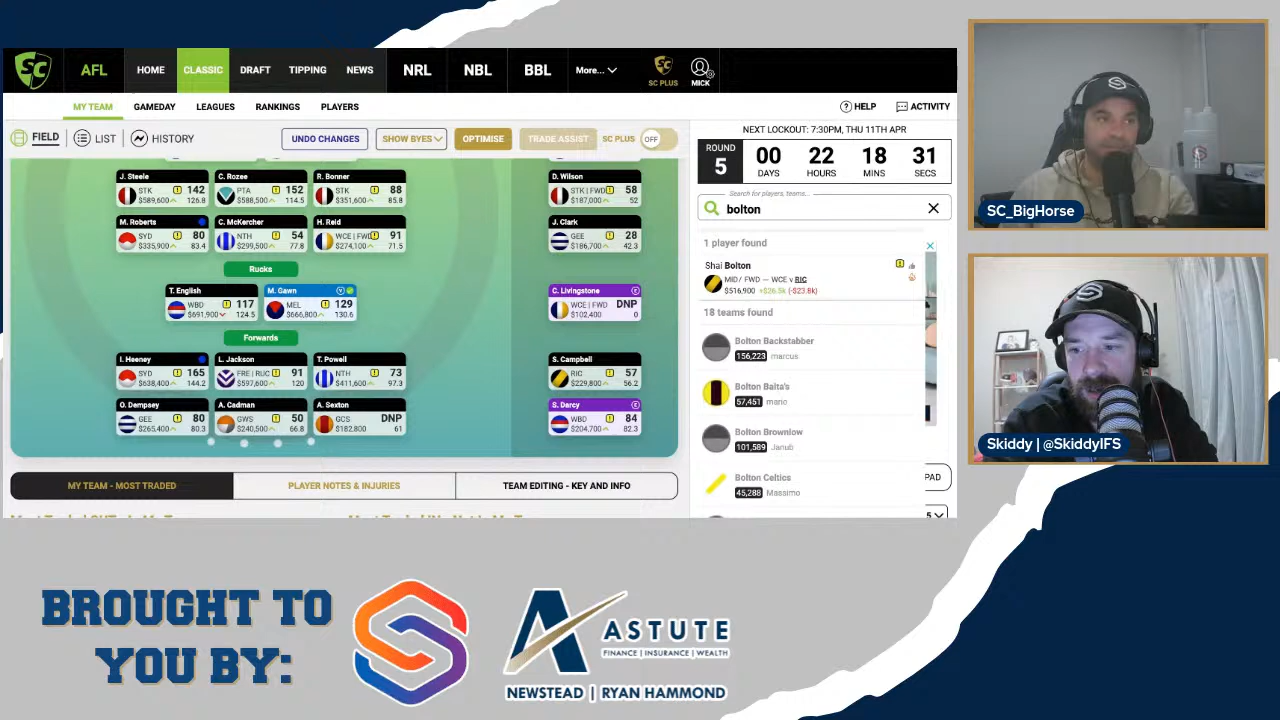 SC AFL HOME CLASSIC DRAFT TIPPING NEWS NRL NBL BBL More... SC PLUS MICK
MY TEAM GAMEDAY LEAGUES RANKINGS PLAYERS HELP ACTIVITY
FIELD LIST HISTORY UNDO CHANGES SHOW BYES OPTIMISE TRADE ASSIST SC PLUS OFF
NEXT LOCKOUT: 7:30PM, THU 11TH APR
ROUND 5
00 22 18 31
DAYS HOURS MINS SECS
Search for players, teams...
bolton
1 player found
Shai Bolton
MID/ FWD — WCE v RIC
$516,900 +$26.5k (-$23.8k)
18 teams found
Bolton Backstabber
156,223 marcus
Bolton Balta's
57,451 mario
Bolton Brownlow
101,589 Janub
Bolton Celtics
45,288 Massimo
PAD
J. Steele
STK 142
$589,600 126.8
C. Rozee
PTA 152
$588,500 114.5
R. Bonner
STK 88
$351,600 85.8
D. Wilson
STK | FWD 58
$187,000 52
M. Roberts
SYD 80
$335,900 83.4
C. McKercher
NTH 54
$299,500 77.8
H. Reid
WCE | FWD 91
$274,100 71.5
J. Clark
GEE 28
$186,700 42.3
Rucks
T. English
WBD 117
$691,900 124.5
M. Gawn
MEL 129
$666,800 130.6
C. Livingstone E
WCE | FWD DNP
$102,400 0
Forwards
I. Heeney
SYD 165
$638,400 144.2
L. Jackson
FRE | RUC 91
$597,600 120
T. Powell
NTH 73
$411,600 97.3
S. Campbell
RIC 57
$229,800 56.2
O. Dempsey
GEE 80
$265,400 80.3
A. Cadman
GWS 50
$240,500 66.8
A. Sexton
GCS DNP
$182,800 61
S. Darcy E
WBD 84
$204,700 82.3
MY TEAM - MOST TRADED PLAYER NOTES & INJURIES TEAM EDITING - KEY AND INFO
SC_BigHorse
Skiddy | @SkiddyIFS
BROUGHT TO
YOU BY:
ASTUTE
FINANCE | INSURANCE | WEALTH
NEWSTEAD | RYAN HAMMOND